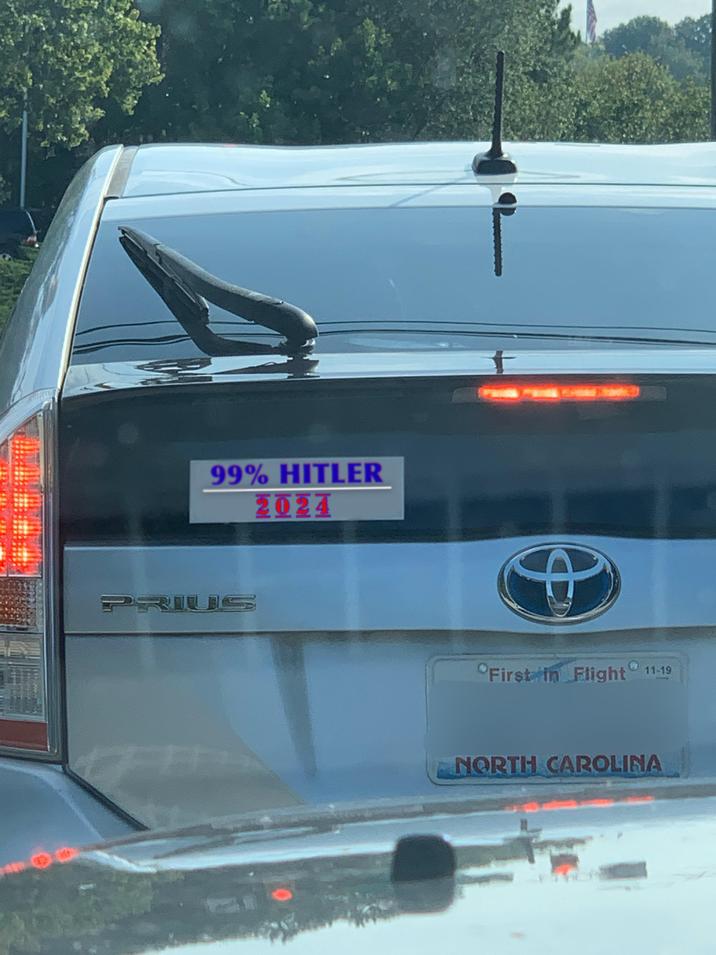 99% HITLER
2024
PRIUS
First in Flight 11-19
NORTH CAROLINA